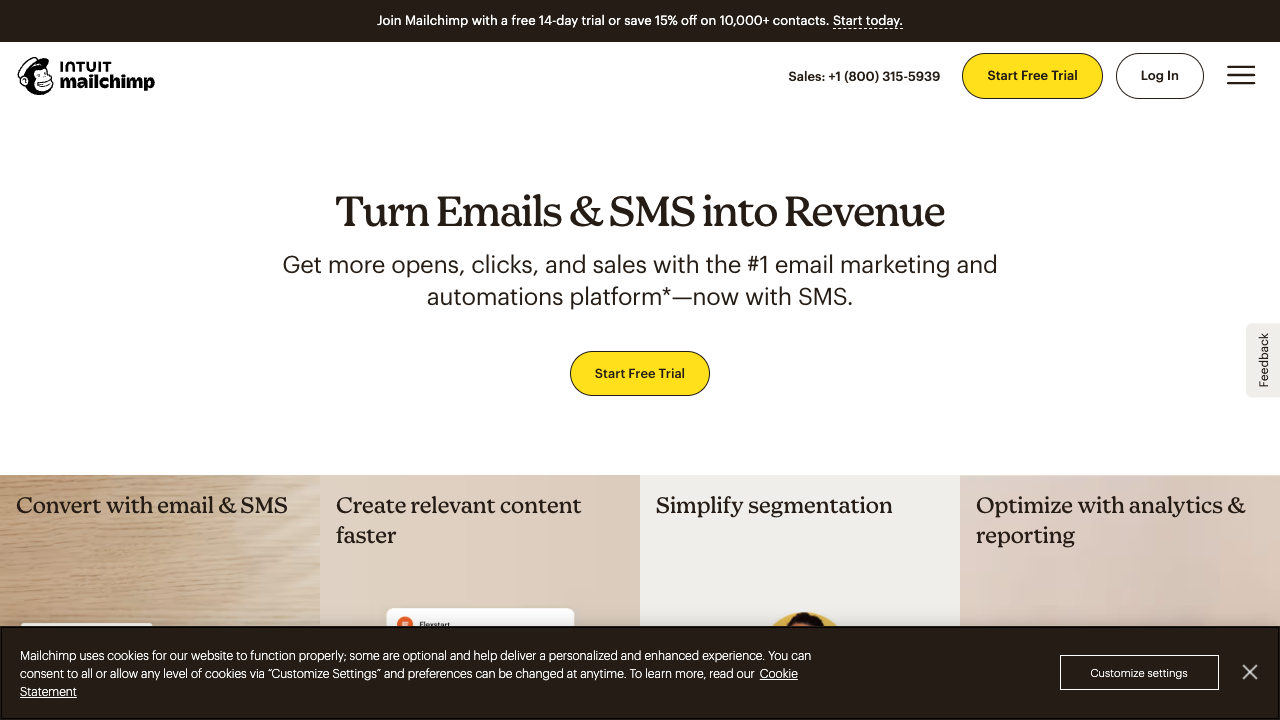 Join Mailchimp with a free 14-day trial or save 15% off on 10,000+ contacts. Start today.
INTUIT
mailchimp
Sales: +1 (800) 315-5939
Start Free Trial
Log In
Turn Emails & SMS into Revenue
Get more opens, clicks, and sales with the #1 email marketing and
automations platform*—now with SMS.
Start Free Trial
Feedback
Convert with email & SMS
Create relevant content
faster
Simplify segmentation
Optimize with analytics &
reporting
Flexstart
Mailchimp uses cookies for our website to function properly; some are optional and help deliver a personalized and enhanced experience. You can
consent to all or allow any level of cookies via “Customize Settings” and preferences can be changed at anytime. To learn more, read our Cookie
Statement
Customize settings